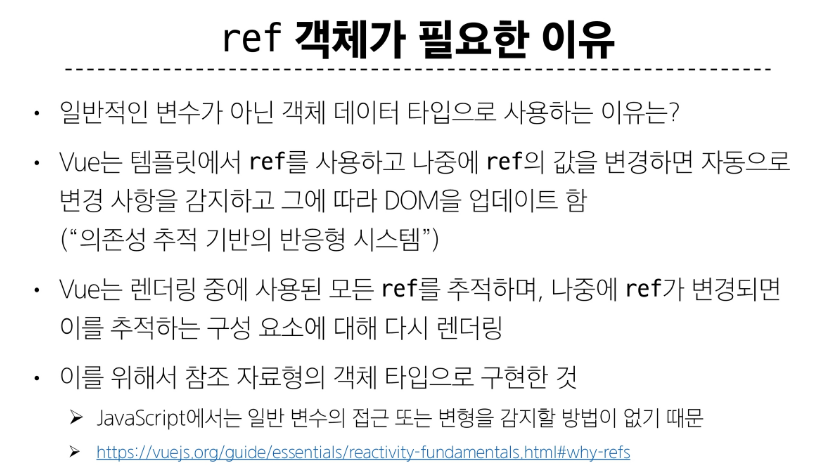 ref 객체가 필요한 이유
• 일반적인 변수가 아닌 객체 데이터 타입으로 사용하는 이유는?
• Vue는 템플릿에서 ref를 사용하고 나중에 ref의 값을 변경하면 자동으로
변경 사항을 감지하고 그에 따라 DOM을 업데이트 함
(“의존성 추적 기반의 반응형 시스템”)
• Vue는 렌더링 중에 사용된 모든 ref를 추적하며, 나중에 ref가 변경되면
이를 추적하는 구성 요소에 대해 다시 렌더링
• 이를 위해서 참조 자료형의 객체 타입으로 구현한 것
➢ JavaScript에서는 일반 변수의 접근 또는 변형을 감지할 방법이 없기 때문
➢ https://vuejs.org/guide/essentials/reactivity-fundamentals.html#why-refs